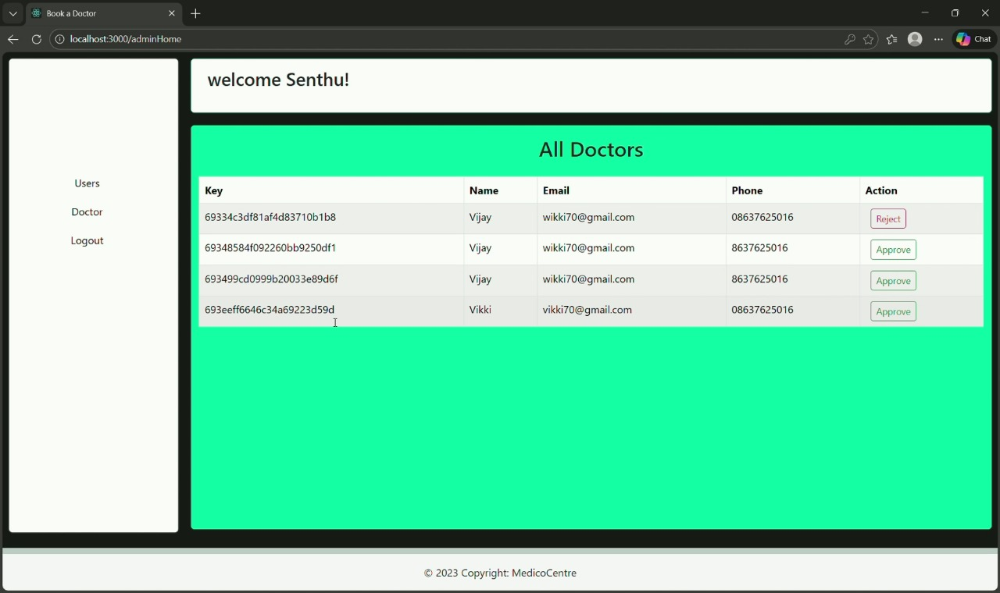 Book a Doctor
localhost:3000/adminHome
Chat
welcome Senthu!
Users
Doctor
Logout
All Doctors
Key Name Email Phone Action
69334c3df81af4d83710b1b8 Vijay wikki70@gmail.com 08637625016 Reject
69348584f092260bb9250df1 Vijay wikki70@gmail.com 8637625016 Approve
693499cd0999b20033e89d6f Vijay wikki70@gmail.com 8637625016 Approve
693eeff6646c34a69223d59d Vikki vikki70@gmail.com 08637625016 Approve
© 2023 Copyright: MedicoCentre